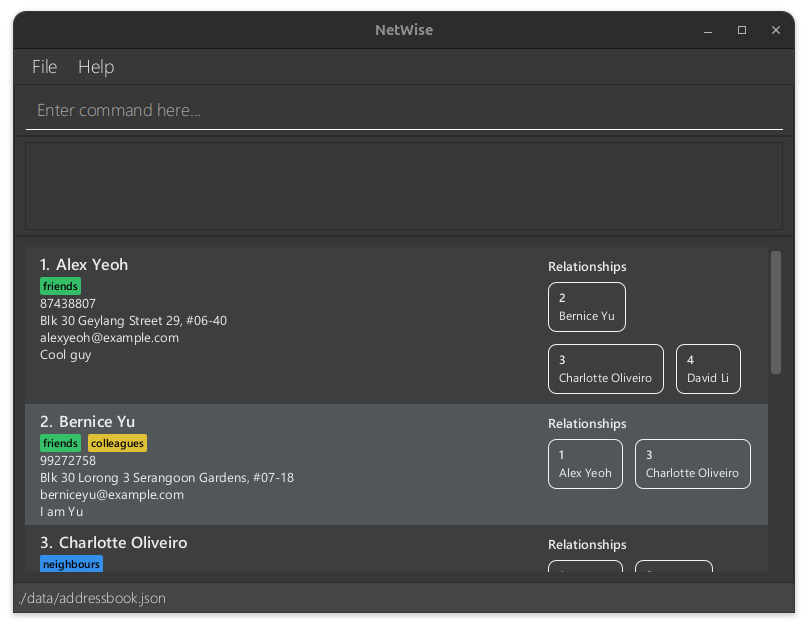 NetWise
File Help
Enter command here...
1. Alex Yeoh
friends
87438807
Blk 30 Geylang Street 29, #06-40
alexyeoh@example.com
Cool guy
Relationships
2
Bernice Yu
3
Charlotte Oliveiro
4
David Li
2. Bernice Yu
friends colleagues
99272758
Blk 30 Lorong 3 Serangoon Gardens, #07-18
berniceyu@example.com
I am Yu
Relationships
1
Alex Yeoh
3
Charlotte Oliveiro
3. Charlotte Oliveiro
neighbours
Relationships
./data/addressbook.json